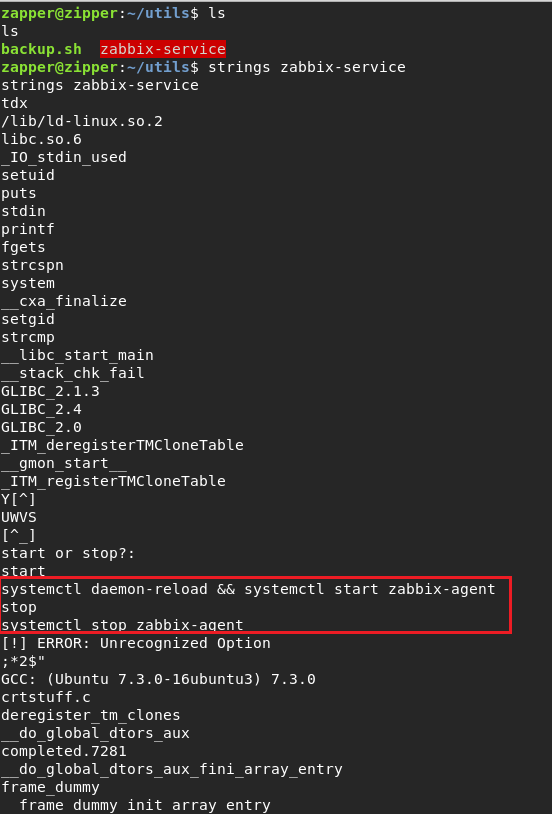 zapper@zipper:~/utils$ ls
ls
backup.sh  zabbix-service
zapper@zipper:~/utils$ strings zabbix-service
strings zabbix-service
tdx
/lib/ld-linux.so.2
libc.so.6
_IO_stdin_used
setuid
puts
stdin
printf
fgets
strcspn
system
__cxa_finalize
setgid
strcmp
__libc_start_main
__stack_chk_fail
GLIBC_2.1.3
GLIBC_2.4
GLIBC_2.0
_ITM_deregisterTMCloneTable
__gmon_start__
_ITM_registerTMCloneTable
Y[^]
UWVS
[^_]
start or stop?:
start
systemctl daemon-reload && systemctl start zabbix-agent
stop
systemctl stop zabbix-agent
[!] ERROR: Unrecognized Option
;*2$"
GCC: (Ubuntu 7.3.0-16ubuntu3) 7.3.0
crtstuff.c
deregister_tm_clones
__do_global_dtors_aux
completed.7281
__do_global_dtors_aux_fini_array_entry
frame_dummy
__frame_dummy_init_array_entry